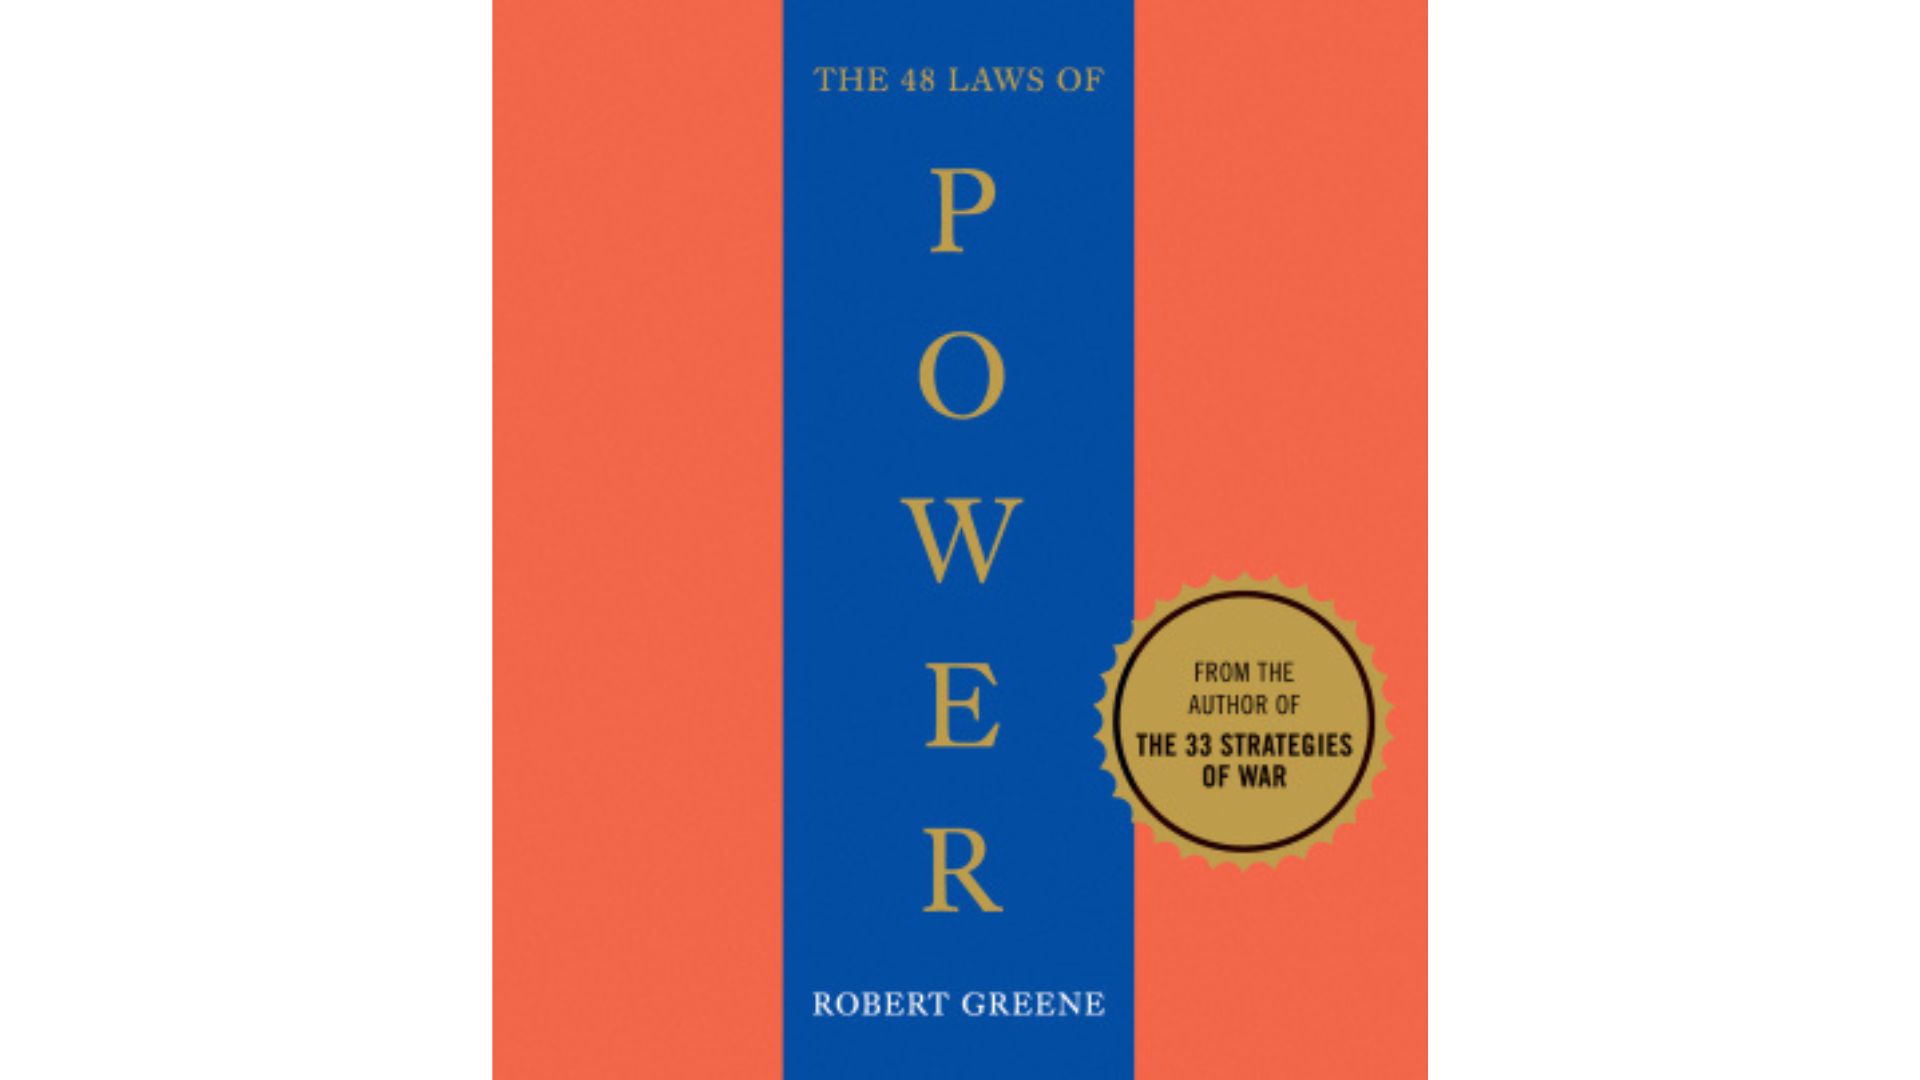 THE 48 LAWS OF
P
O
W
E
R
FROM THE
AUTHOR OF
THE 33 STRATEGIES
OF WAR
ROBERT GREENE